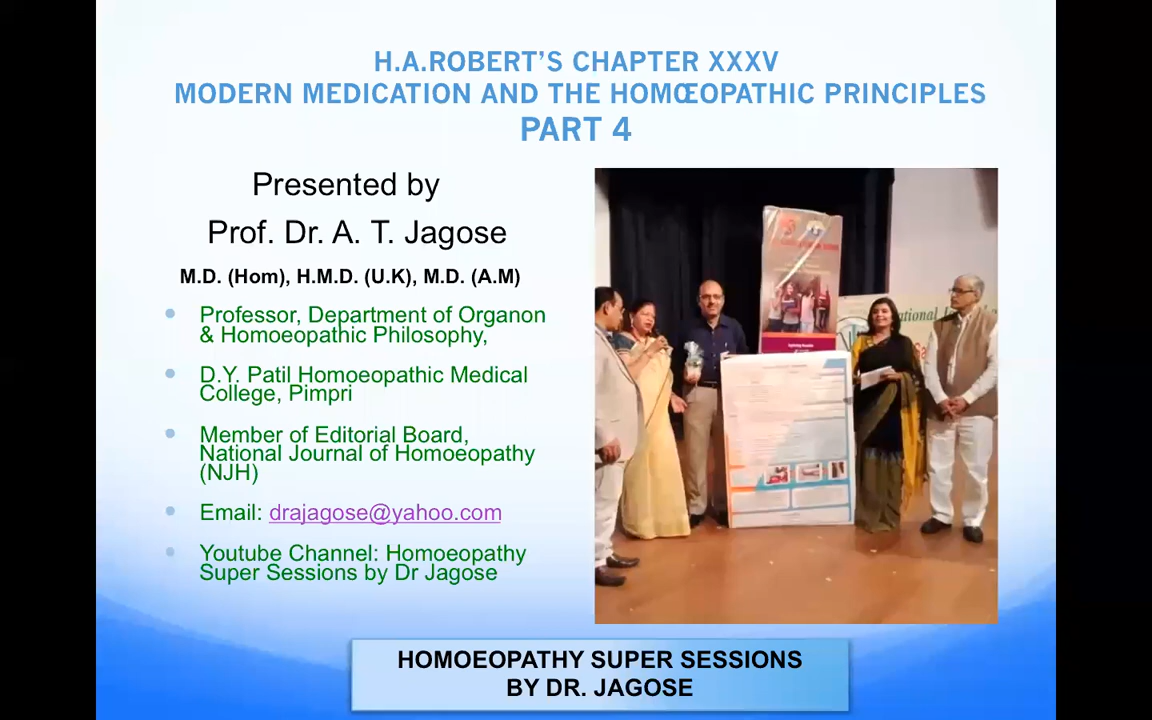 H.A.ROBERT'S CHAPTER XXXV
MODERN MEDICATION AND THE HOMŒOPATHIC PRINCIPLES
PART 4
Presented by
Prof. Dr. A. T. Jagose
M.D. (Hom), H.M.D. (U.K), M.D. (A.M)
Professor, Department of Organon
& Homoeopathic Philosophy,
D.Y. Patil Homoeopathic Medical
College, Pimpri
Member of Editorial Board,
National Journal of Homoeopathy
(NJH)
Email: drajagose@yahoo.com
Youtube Channel: Homoeopathy
Super Sessions by Dr Jagose
HOMOEOPATHY SUPER SESSIONS
BY DR. JAGOSE